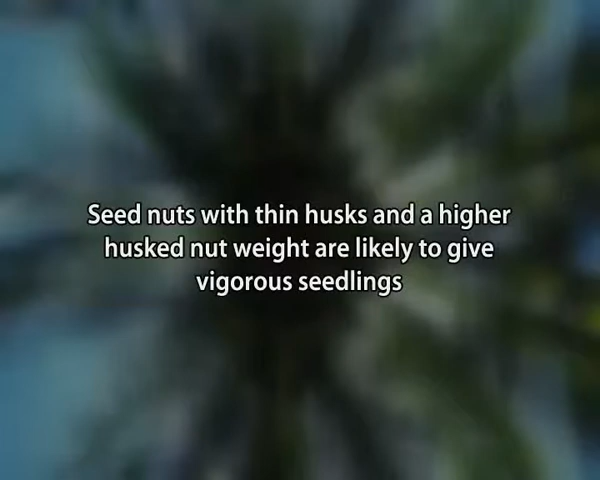 Seed nuts with thin husks and a higher
husked nut weight are likely to give
vigorous seedlings